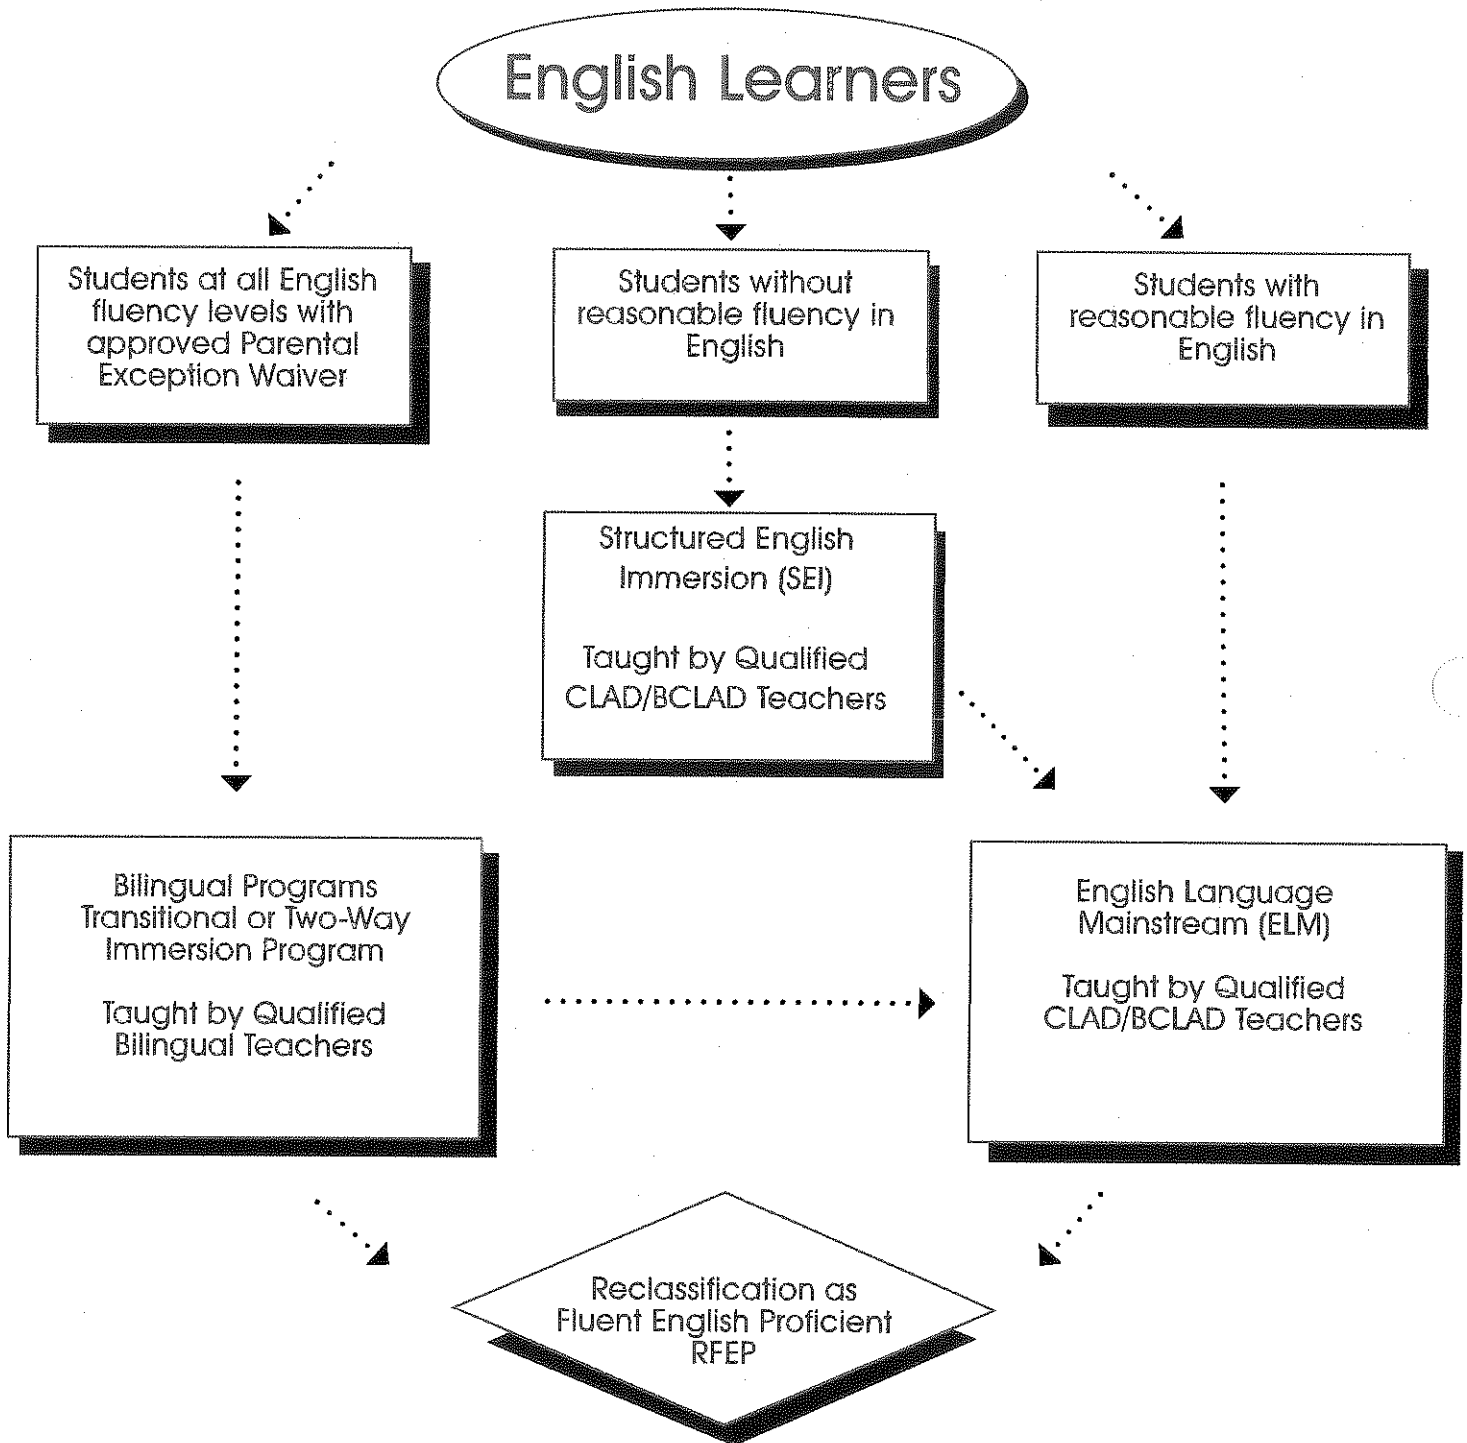 English Learners
Students at all English
fluency levels with
approved Parental
Exception Waiver
Students without
reasonable fluency in
English
Students with
reasonable fluency in
English
Structured English
Immersion (SEI)
Taught by Qualified
CLAD/BCLAD Teachers
Bilingual Programs
Transitional or Two-Way
Immersion Program
Taught by Qualified
Bilingual Teachers
English Language
Mainstream (ELM)
Taught by Qualified
CLAD/BCLAD Teachers
Reclassification as
Fluent English Proficient
RFEP